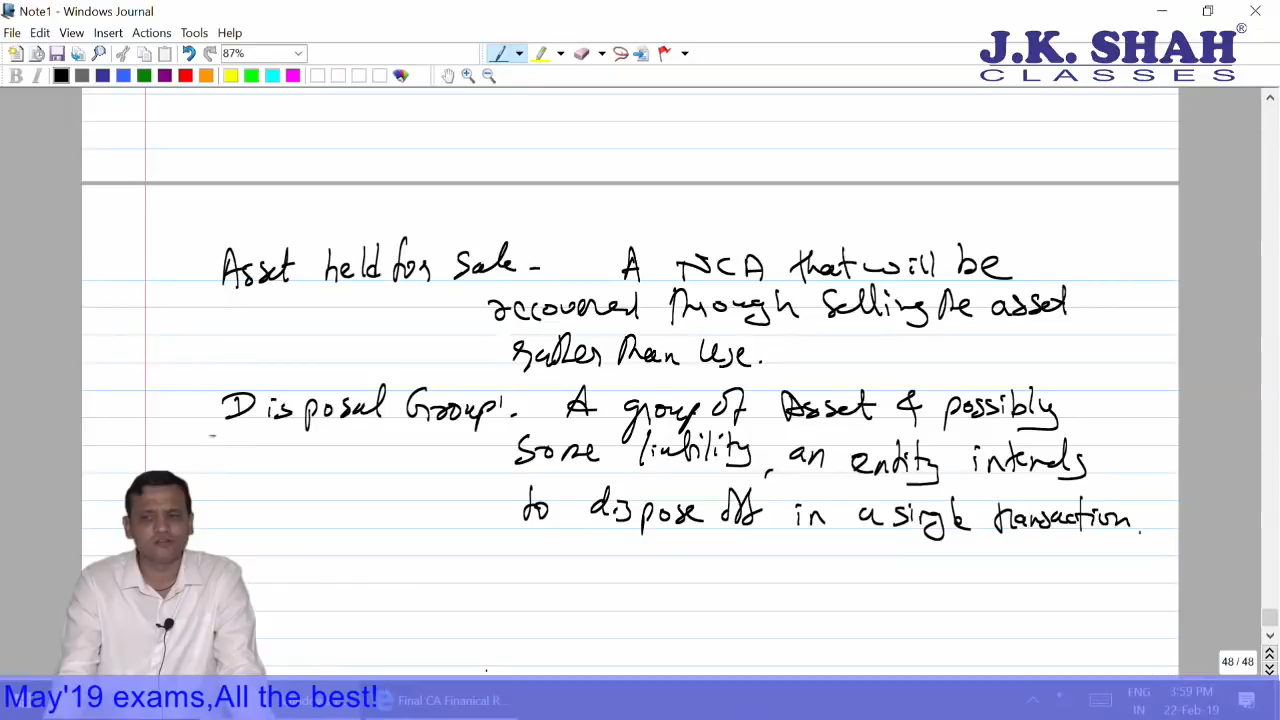 Note1 - Windows Journal
File Edit View Insert Actions Tools Help
87%
B I
J.K. SHAH®
CLASSES
Asset held for Sale - A NCA that will be
recovered through Selling the asset
rather than use.
Disposal Group:. A group of Asset & possibly
some liability, an entity intends
to dispose off in a single transaction.
48 / 48
May'19 exams,All the best!
Final CA Finanical R...
ENG
IN
3:59 PM
22-Feb-19